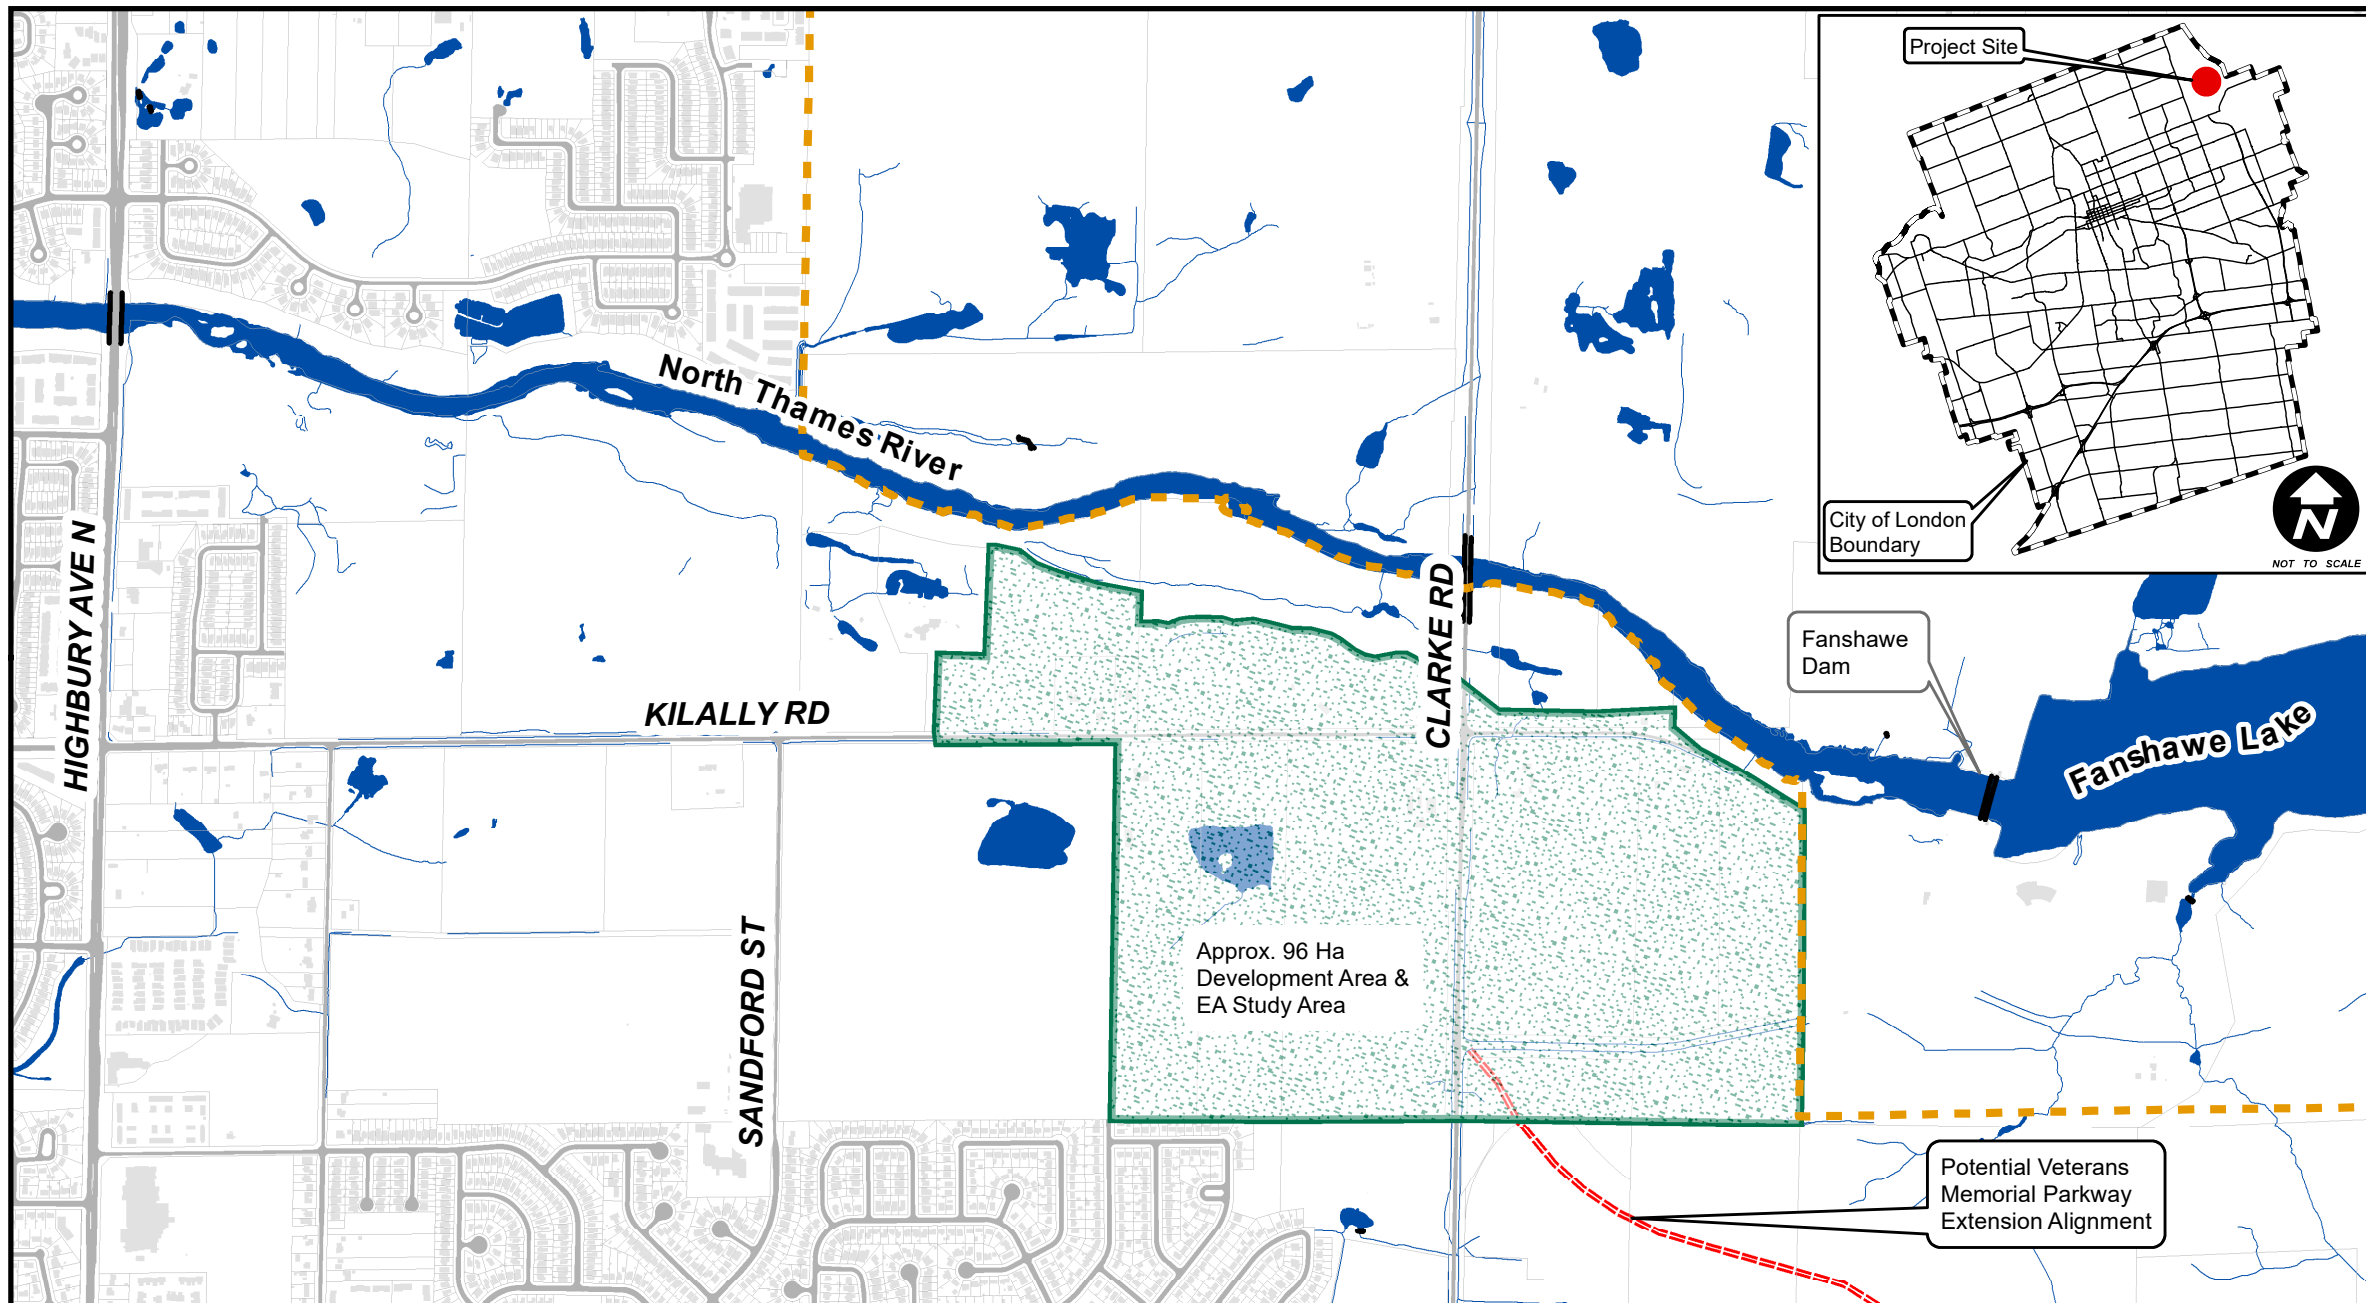 Project Site
City of London
Boundary
N
NOT TO SCALE
North Thames River
HIGHBURY AVE N
KILALLY RD
CLARKE RD
Fanshawe
Dam
Fanshawe Lake
SANDFORD ST
Approx. 96 Ha
Development Area &
EA Study Area
Potential Veterans
Memorial Parkway
Extension Alignment